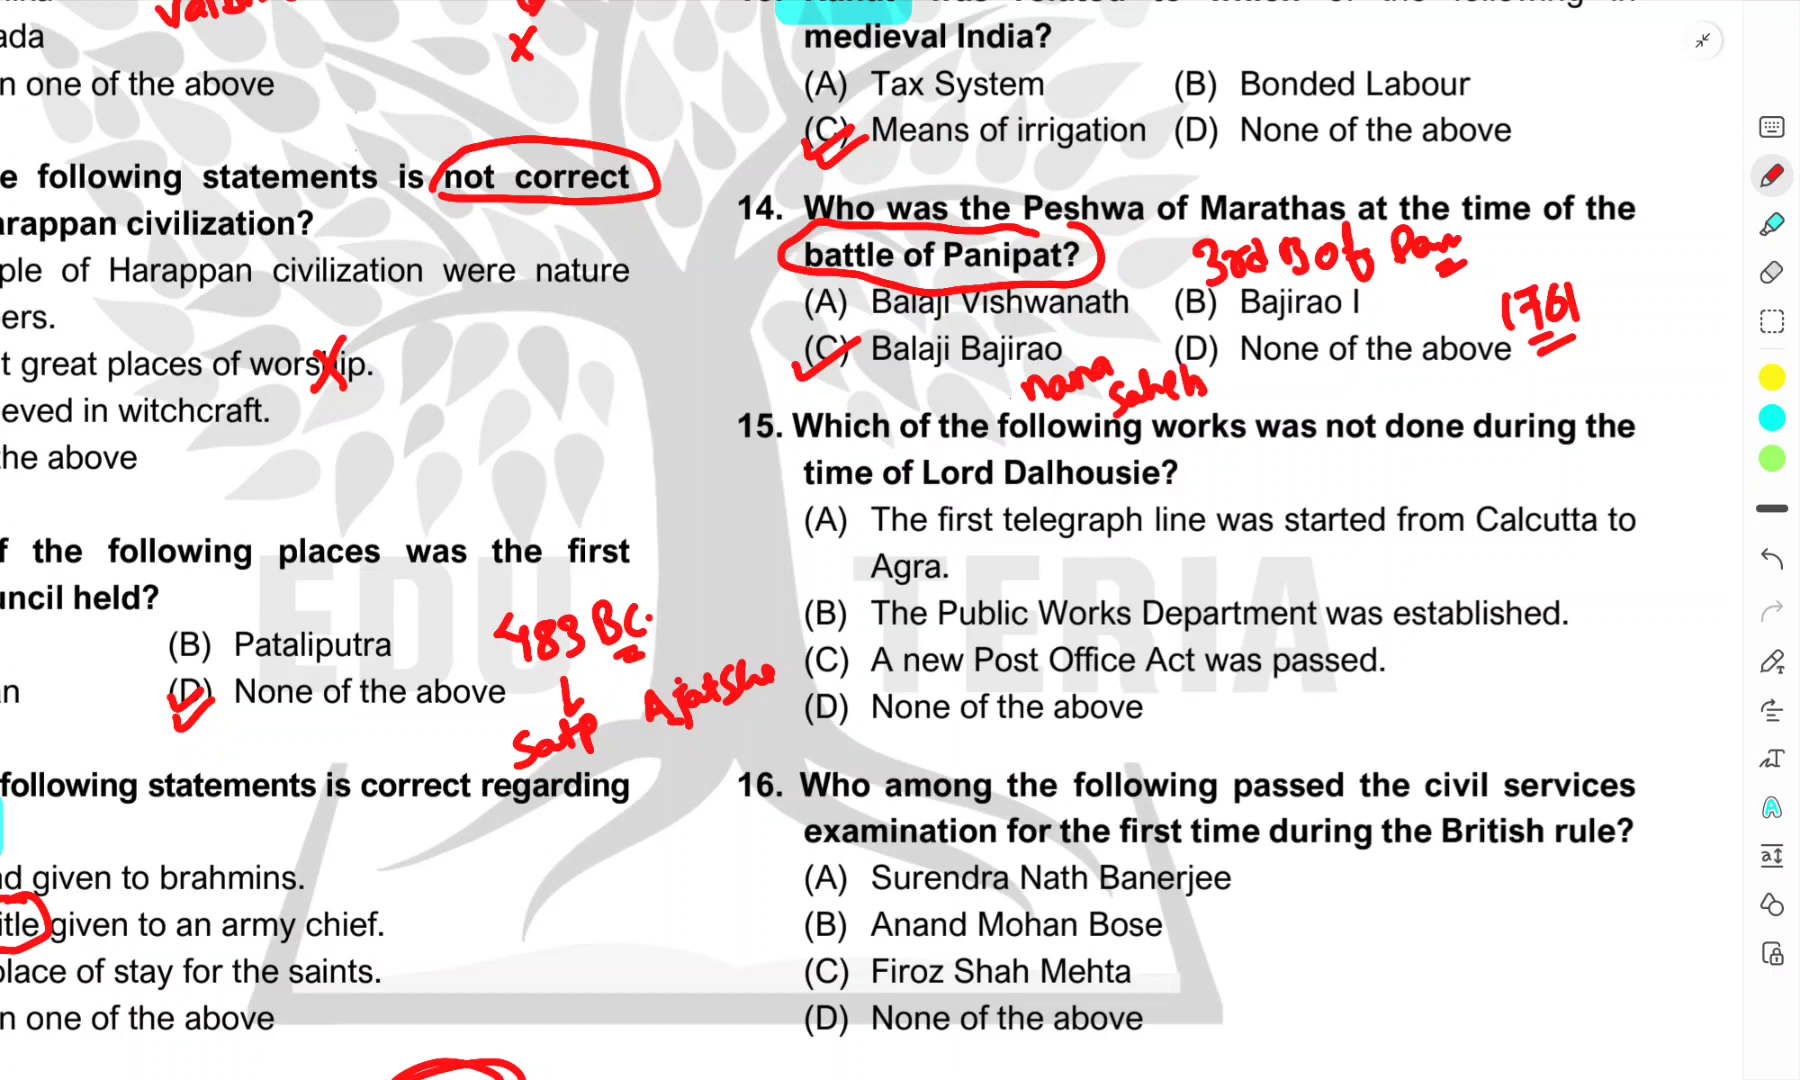 ada
n one of the above
x
e following statements is not correct
arappan civilization?
ple of Harappan civilization were nature
ers.
t great places of worship.
eved in witchcraft.
the above
f the following places was the first
uncil held?
(B) Pataliputra
483 BC.
n (D) None of the above
Satp
following statements is correct regarding
d given to brahmins.
itle given to an army chief.
place of stay for the saints.
n one of the above
medieval India?
(A) Tax System (B) Bonded Labour
(C) Means of irrigation (D) None of the above
14. Who was the Peshwa of Marathas at the time of the
battle of Panipat?
3rd B of Pan
(A) Balaji Vishwanath (B) Bajirao I
1761
(C) Balaji Bajirao (D) None of the above
nana
Saheb
15. Which of the following works was not done during the
time of Lord Dalhousie?
(A) The first telegraph line was started from Calcutta to
Agra.
(B) The Public Works Department was established.
(C) A new Post Office Act was passed.
(D) None of the above
16. Who among the following passed the civil services
examination for the first time during the British rule?
(A) Surendra Nath Banerjee
(B) Anand Mohan Bose
(C) Firoz Shah Mehta
(D) None of the above
EDU TERIA